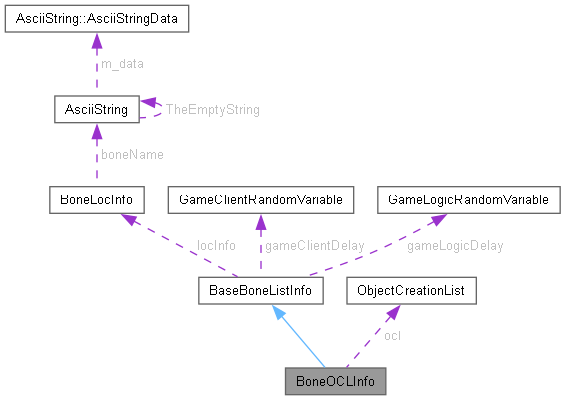 AsciiString::AsciiStringData
m_data
AsciiString
TheEmptyString
boneName
BoneLocInfo
GameClientRandomVariable
GameLogicRandomVariable
locInfo
gameClientDelay
gameLogicDelay
BaseBoneListInfo
ObjectCreationList
ocl
BoneOCLInfo